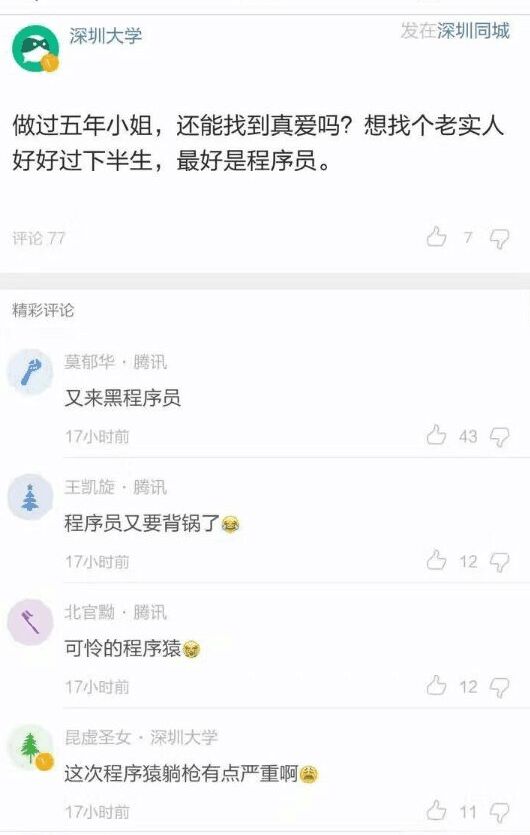 深圳大学
发在深圳同城
做过五年小姐，还能找到真爱吗？想找个老实人
好好过下半生，最好是程序员。
评论 77
7
精彩评论
莫郁华 · 腾讯
又来黑程序员
17小时前
43
王凯旋 · 腾讯
程序员又要背锅了😂
17小时前
12
北官黝 · 腾讯
可怜的程序猿😭
17小时前
12
昆虚圣女 · 深圳大学
这次程序猿躺枪有点严重啊😩
17小时前
11